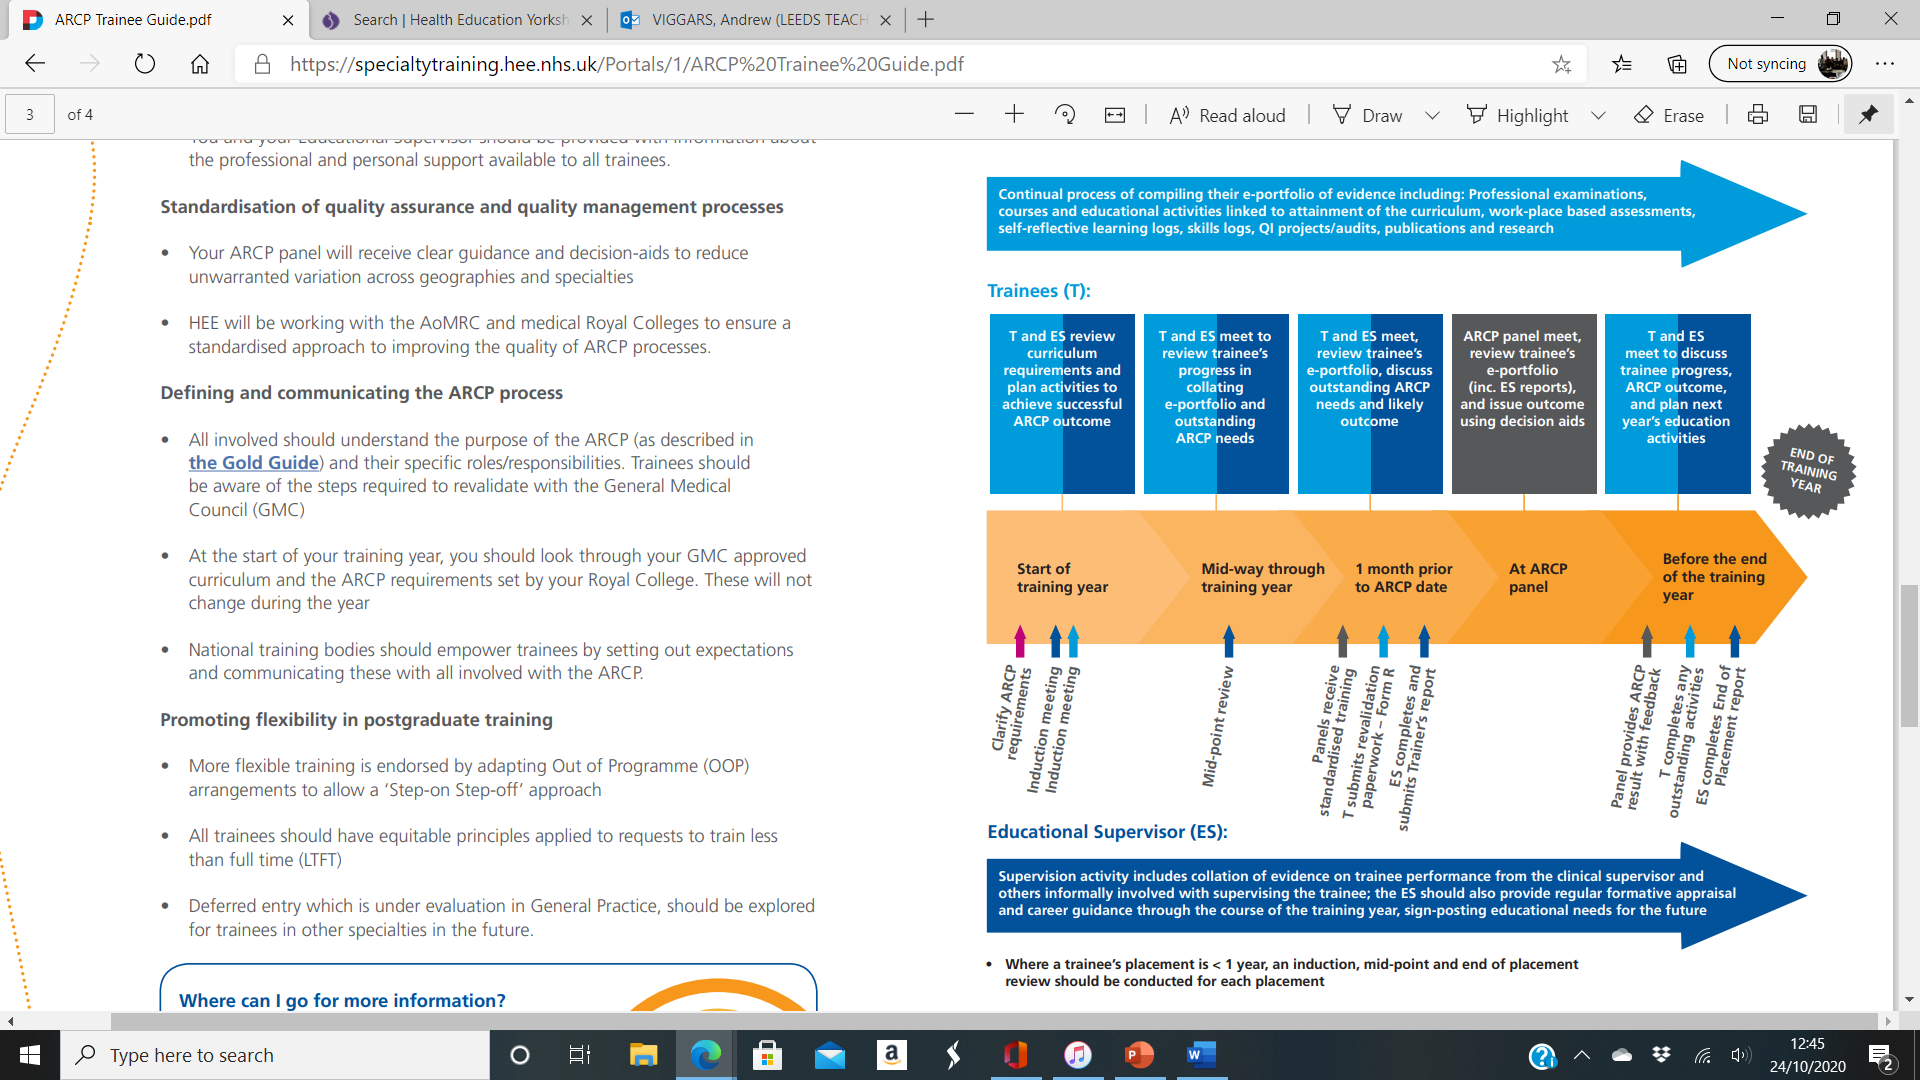 ARCP Trainee Guide.pdf
Search | Health Education Yorksh
VIGGARS, Andrew (LEEDS TEACH
https://specialtytraining.hee.nhs.uk/Portals/1/ARCP%20Trainee%20Guide.pdf
Not syncing
3 of 4
Read aloud
Draw
Highlight
Erase
You and your Educational Supervisor should be provided with information about
the professional and personal support available to all trainees.
Standardisation of quality assurance and quality management processes
• Your ARCP panel will receive clear guidance and decision-aids to reduce
unwarranted variation across geographies and specialties
• HEE will be working with the AoMRC and medical Royal Colleges to ensure a
standardised approach to improving the quality of ARCP processes.
Defining and communicating the ARCP process
• All involved should understand the purpose of the ARCP (as described in
the Gold Guide) and their specific roles/responsibilities. Trainees should
be aware of the steps required to revalidate with the General Medical
Council (GMC)
• At the start of your training year, you should look through your GMC approved
curriculum and the ARCP requirements set by your Royal College. These will not
change during the year
• National training bodies should empower trainees by setting out expectations
and communicating these with all involved with the ARCP.
Promoting flexibility in postgraduate training
• More flexible training is endorsed by adapting Out of Programme (OOP)
arrangements to allow a ‘Step-on Step-off’ approach
• All trainees should have equitable principles applied to requests to train less
than full time (LTFT)
• Deferred entry which is under evaluation in General Practice, should be explored
for trainees in other specialties in the future.
Where can I go for more information?
Continual process of compiling their e-portfolio of evidence including: Professional examinations,
courses and educational activities linked to attainment of the curriculum, work-place based assessments,
self-reflective learning logs, skills logs, QI projects/audits, publications and research
Trainees (T):
T and ES review
curriculum
requirements and
plan activities to
achieve successful
ARCP outcome
T and ES meet to
review trainee’s
progress in
collating
e-portfolio and
outstanding
ARCP needs
T and ES meet,
review trainee’s
e-portfolio, discuss
outstanding ARCP
needs and likely
outcome
ARCP panel meet,
review trainee’s
e-portfolio
(inc. ES reports),
and issue outcome
using decision aids
T and ES
meet to discuss
trainee progress,
ARCP outcome,
and plan next
year’s education
activities
END OF
TRAINING
YEAR
Start of
training year
Mid-way through
training year
1 month prior
to ARCP date
At ARCP
panel
Before the end
of the training
year
Clarify ARCP
requirements
Induction meeting
Induction meeting
Mid-point review
Panels receive
standardised training
T submits revalidation
paperwork – Form R
ES completes and
submits Trainer’s report
Panel provides ARCP
result with feedback
T completes any
outstanding activities
ES completes End of
Placement report
Educational Supervisor (ES):
Supervision activity includes collation of evidence on trainee performance from the clinical supervisor and
others informally involved with supervising the trainee; the ES should also provide regular formative appraisal
and career guidance through the course of the training year, sign-posting educational needs for the future
• Where a trainee’s placement is < 1 year, an induction, mid-point and end of placement
review should be conducted for each placement
Type here to search
12:45
24/10/2020
2